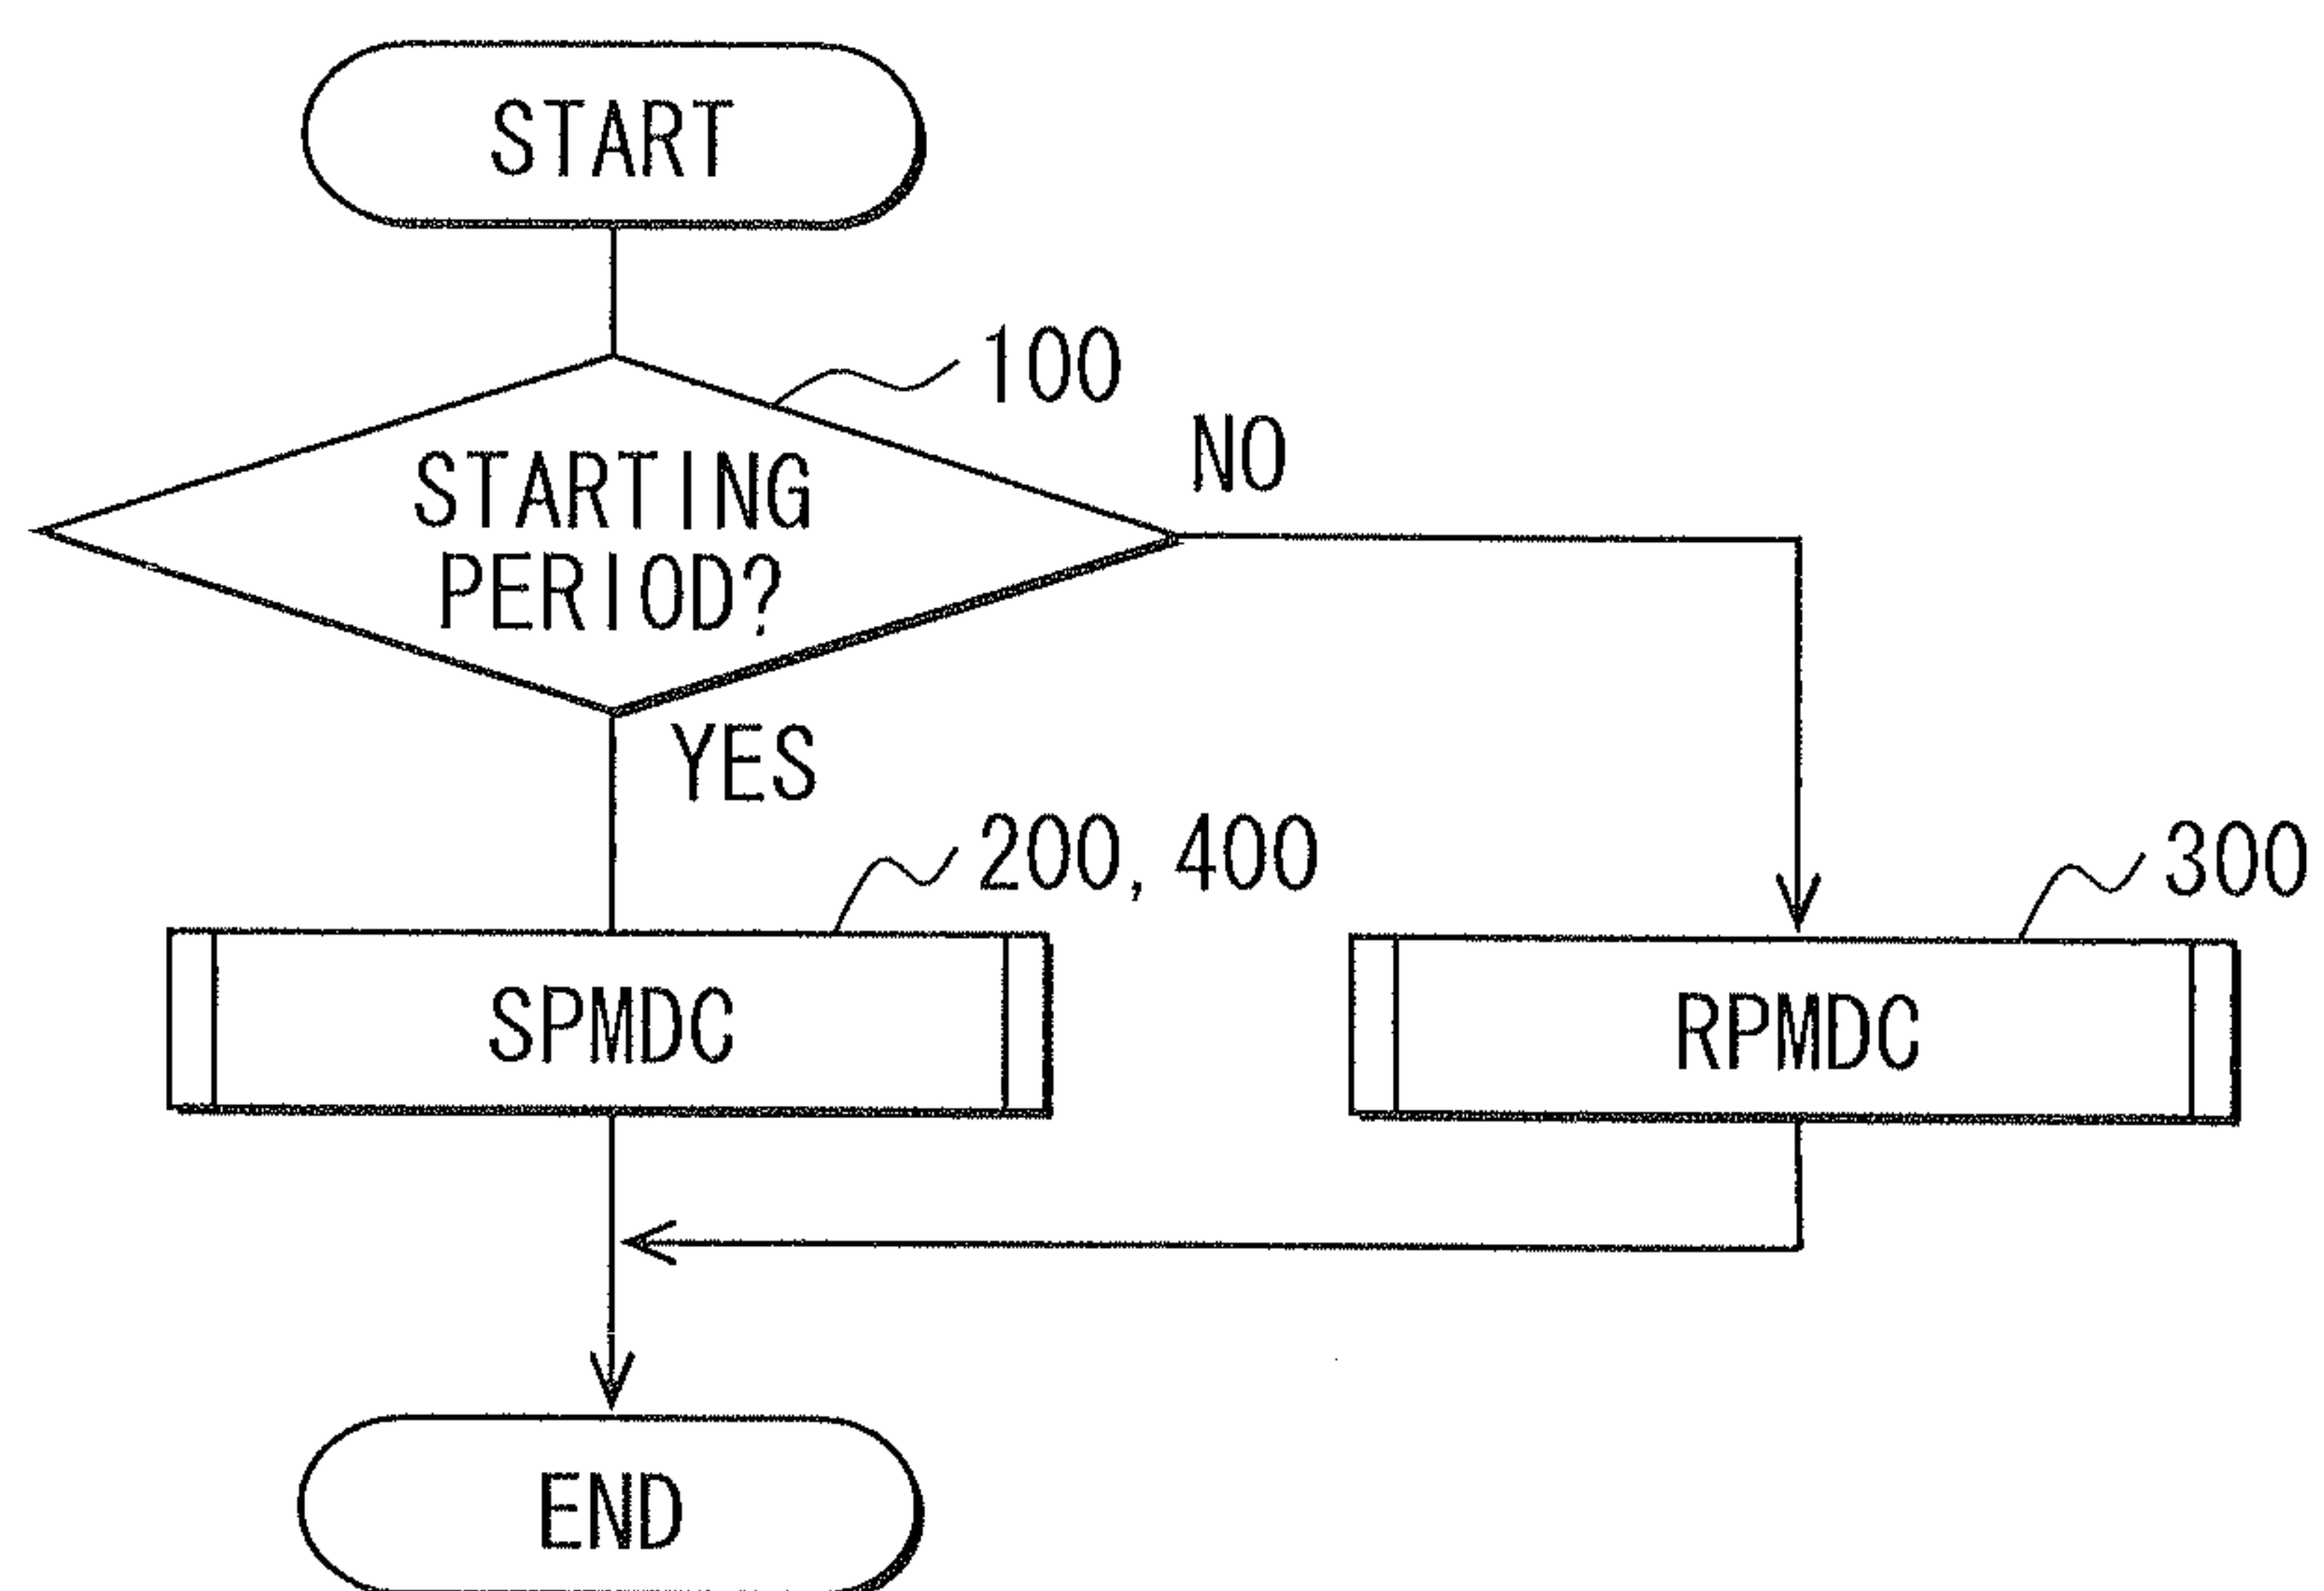 START
100
NO
STARTING
PERIOD?
YES
200, 400
300
SPMDC
RPMDC
END